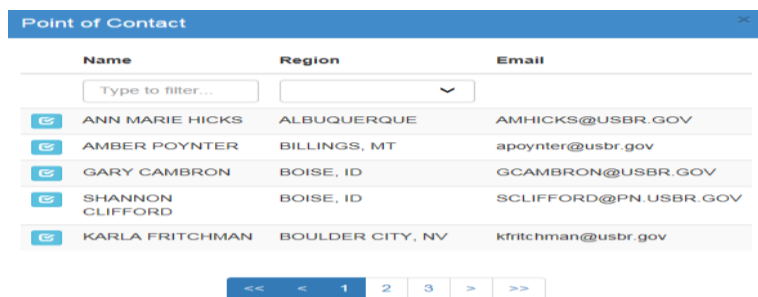 Point of Contact ×
Name Region Email
Type to filter...
ANN MARIE HICKS ALBUQUERQUE AMHICKS@USBR.GOV
AMBER POYNTER BILLINGS, MT apoynter@usbr.gov
GARY CAMBRON BOISE, ID GCAMBRON@USBR.GOV
SHANNON BOISE, ID SCLIFFORD@PN.USBR.GOV
CLIFFORD
KARLA FRITCHMAN BOULDER CITY, NV kfritchman@usbr.gov
<< < 1 2 3 > >>